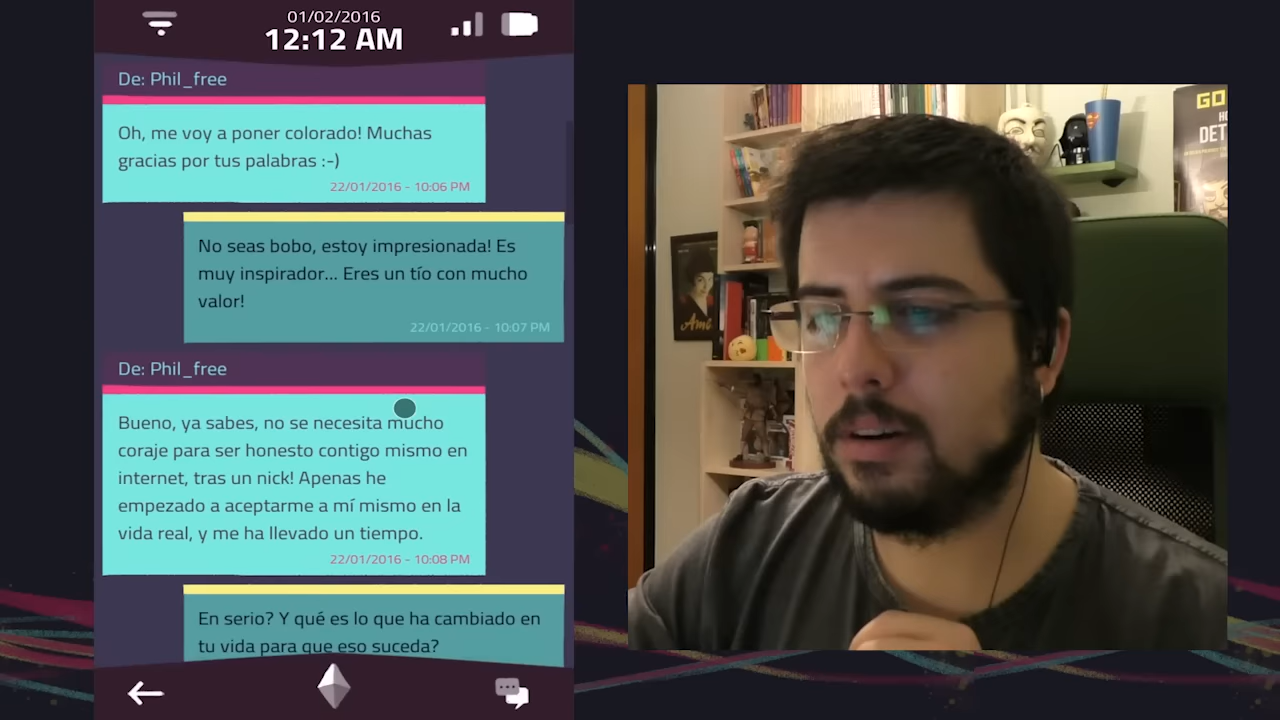 01/02/2016
12:12 AM
De: Phil_free
Oh, me voy a poner colorado! Muchas
gracias por tus palabras :-)
22/01/2016 - 10:06 PM
No seas bobo, estoy impresionada! Es
muy inspirador... Eres un tío con mucho
valor!
22/01/2016 - 10:07 PM
De: Phil_free
Bueno, ya sabes, no se necesita mucho
coraje para ser honesto contigo mismo en
internet, tras un nick! Apenas he
empezado a aceptarme a mí mismo en la
vida real, y me ha llevado un tiempo.
22/01/2016 - 10:08 PM
En serio? Y qué es lo que ha cambiado en
tu vida para que eso suceda?
GO
DET